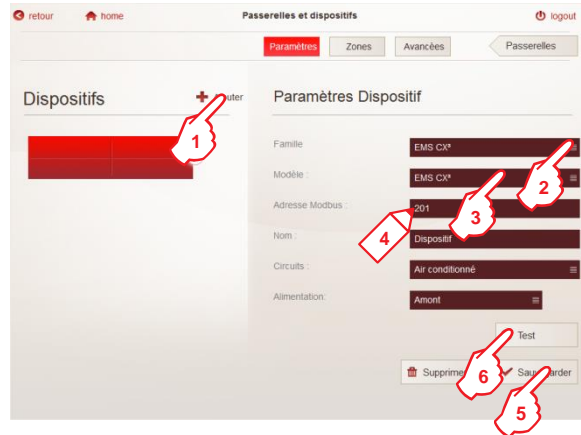 retour
home
Passerelles et dispositifs
logout
Paramètres
Zones
Avancées
Passerelles
Dispositifs
Paramètres Dispositif
1
Famille
EMS CX³
2
Modèle :
EMS CX³
3
Adresse Modbus :
201
4
Nom :
Dispositif
Circuits :
Air conditionné
Alimentation:
Amont
Test
6
5